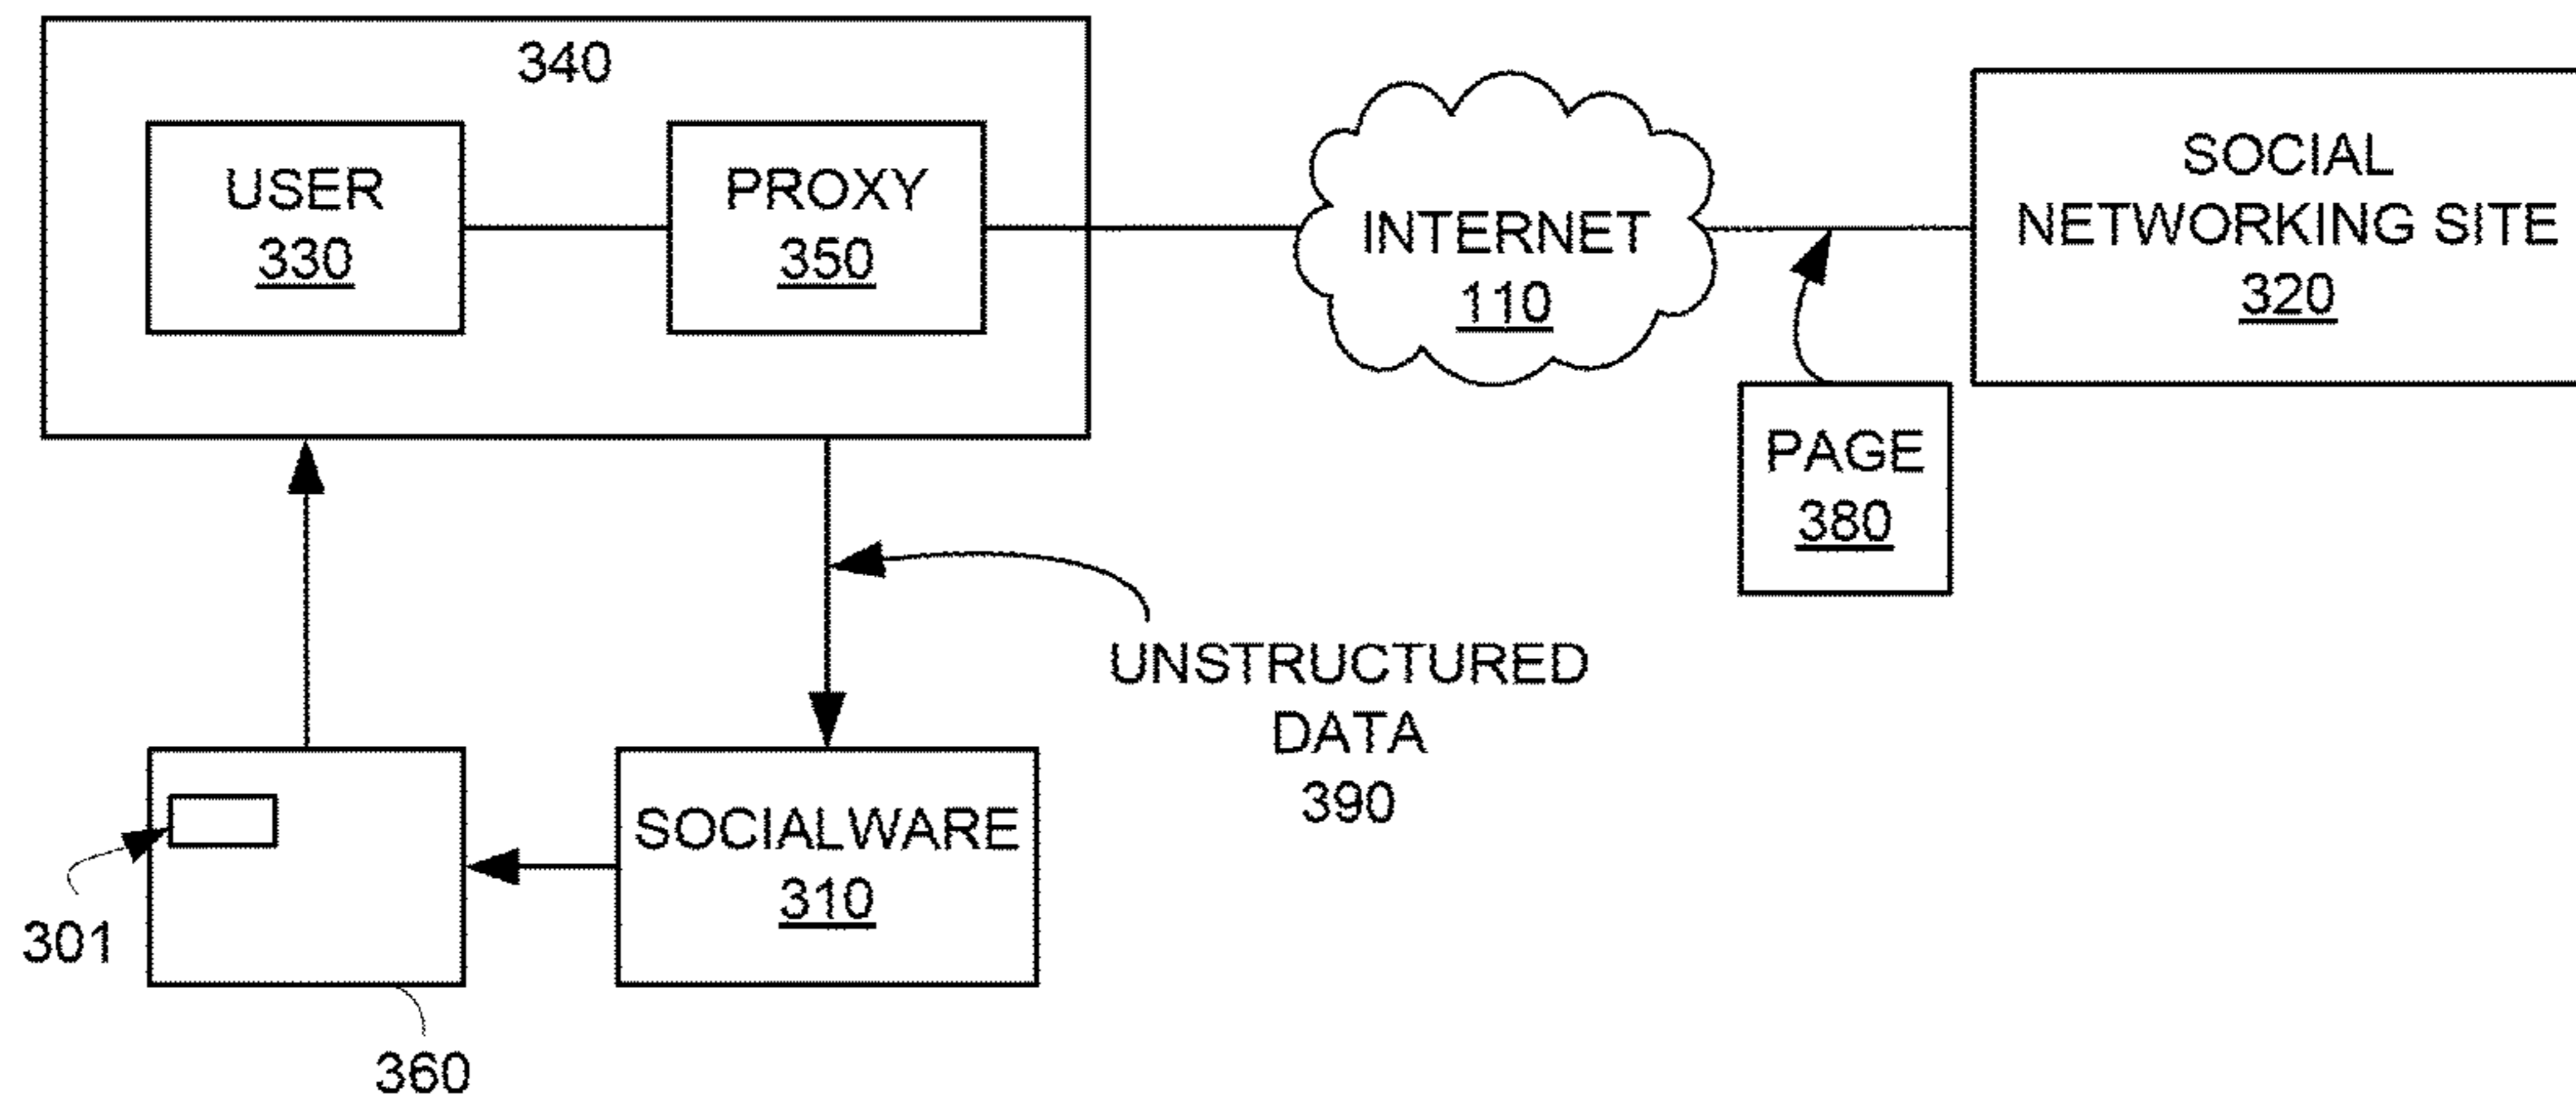 340
USER
330
PROXY
350
INTERNET
110
SOCIAL
NETWORKING SITE
320
PAGE
380
UNSTRUCTURED
DATA
390
SOCIALWARE
310
301
360